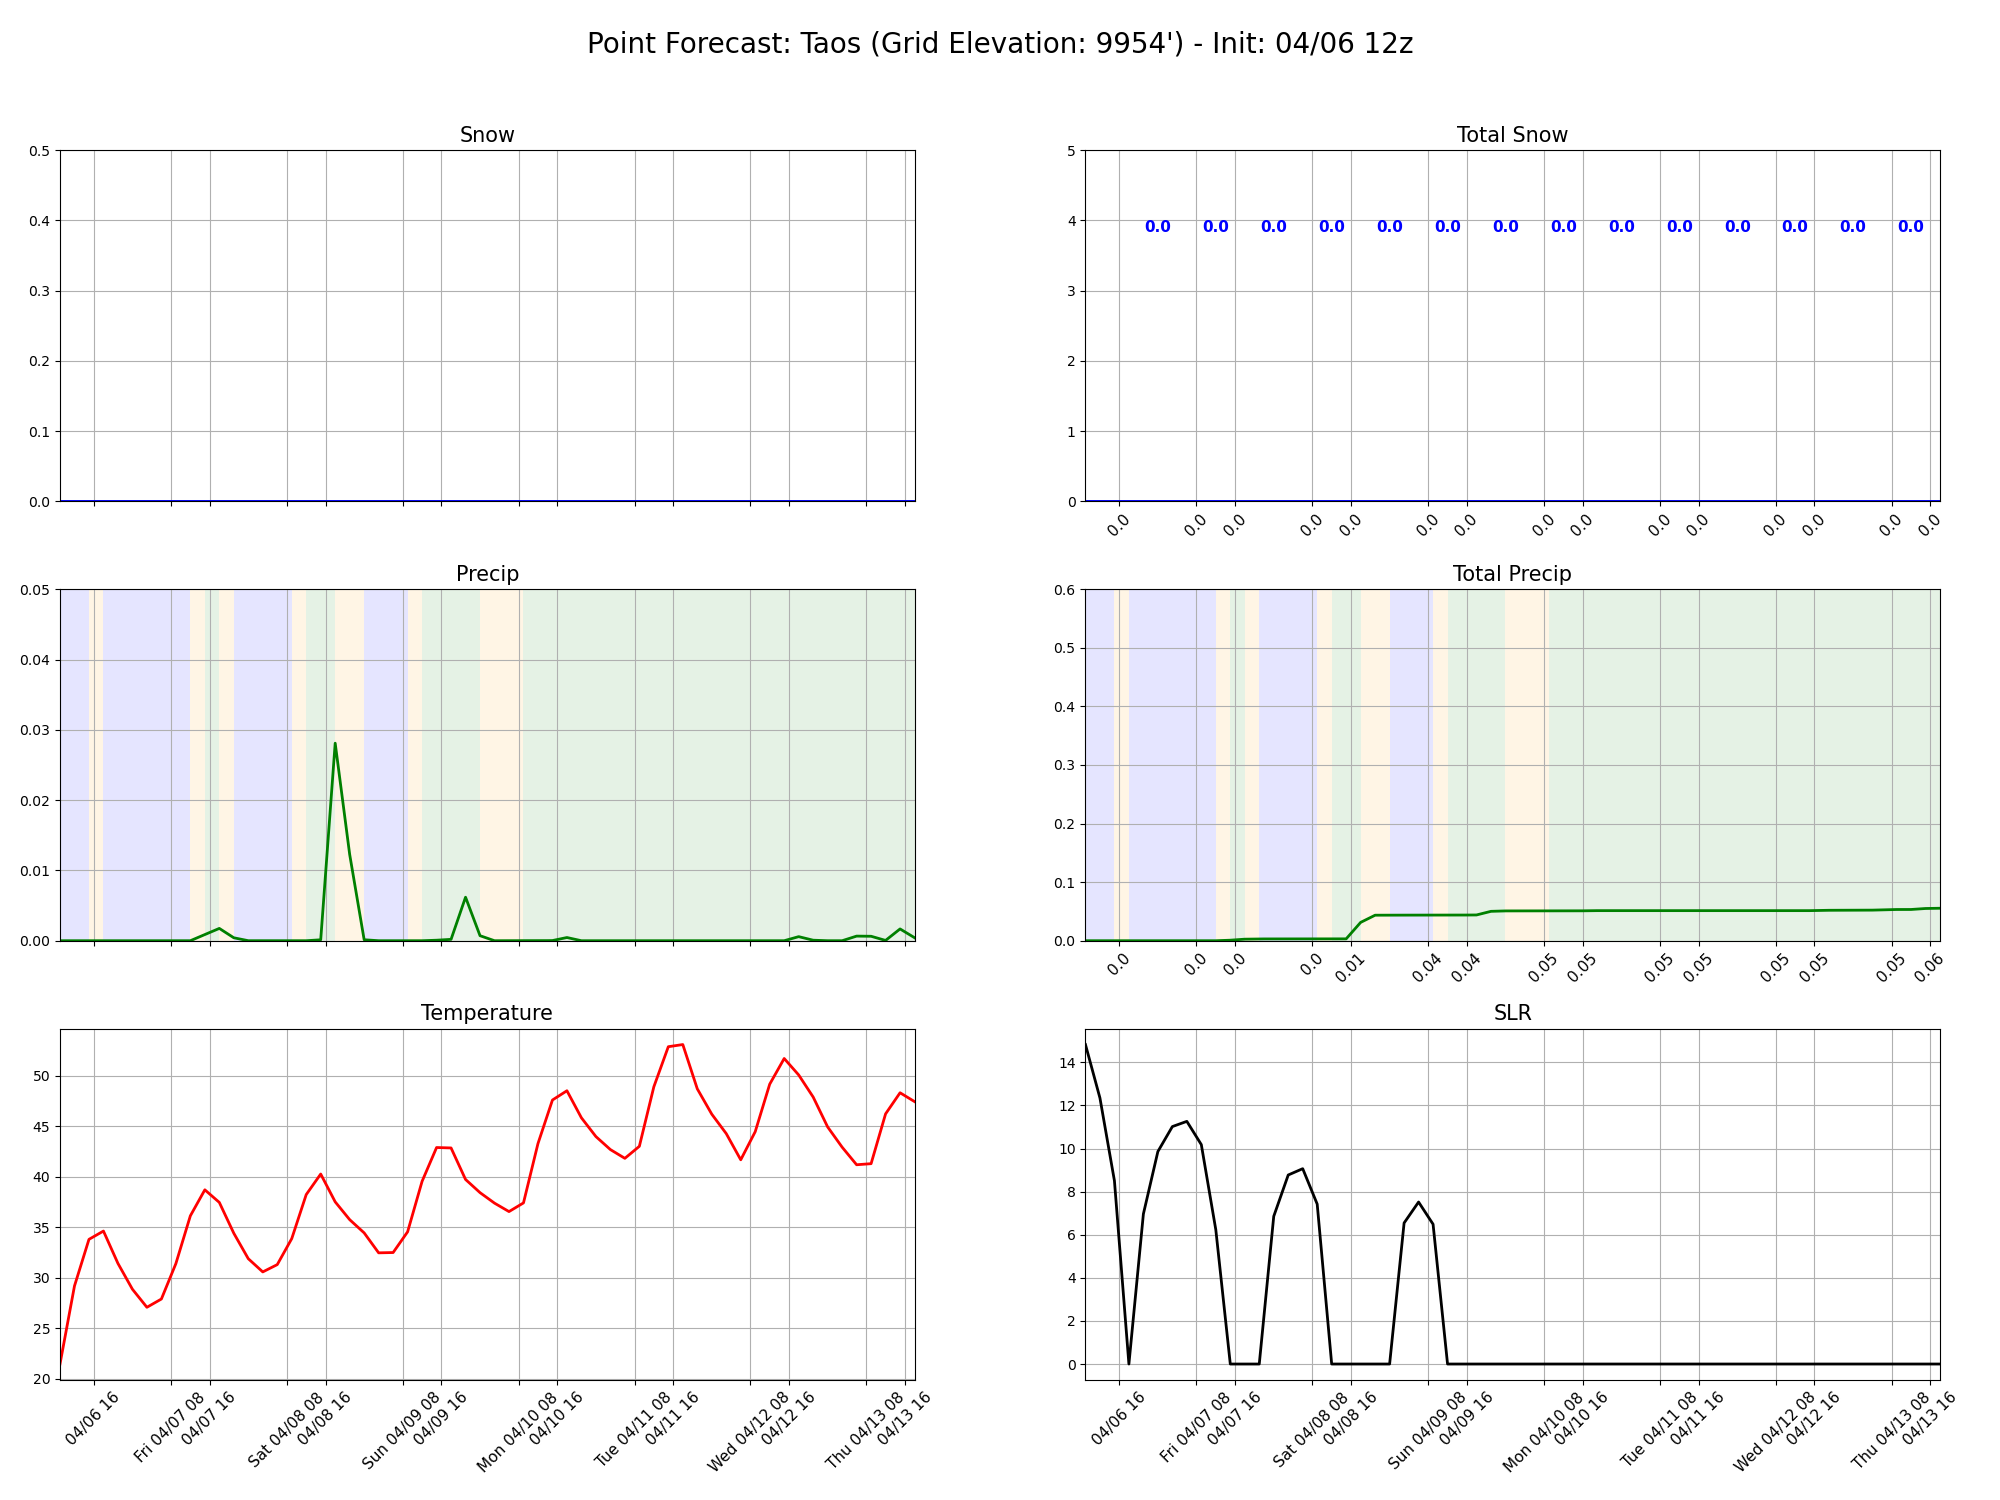 Point Forecast: Taos (Grid Elevation: 9954') - Init: 04/06 12z
Snow
0.5
0.4
0.3
0.2
0.1
0.0
Total Snow
5
4
3
2
1
0
0.0 0.0 0.0 0.0 0.0 0.0 0.0 0.0 0.0 0.0 0.0 0.0 0.0 0.0
0.0 0.0 0.0 0.0 0.0 0.0 0.0 0.0 0.0 0.0 0.0 0.0 0.0 0.0 0.0
Precip
0.05
0.04
0.03
0.02
0.01
0.00
Total Precip
0.6
0.5
0.4
0.3
0.2
0.1
0.0
0.0 0.0 0.0 0.0 0.01 0.04 0.04 0.05 0.05 0.05 0.05 0.05 0.05 0.05 0.06
Temperature
50
45
40
35
30
25
20
04/06 16
Fri 04/07 08
04/07 16
Sat 04/08 08
04/08 16
Sun 04/09 08
04/09 16
Mon 04/10 08
04/10 16
Tue 04/11 08
04/11 16
Wed 04/12 08
04/12 16
Thu 04/13 08
04/13 16
SLR
14
12
10
8
6
4
2
0
04/06 16
Fri 04/07 08
04/07 16
Sat 04/08 08
04/08 16
Sun 04/09 08
04/09 16
Mon 04/10 08
04/10 16
Tue 04/11 08
04/11 16
Wed 04/12 08
04/12 16
Thu 04/13 08
04/13 16